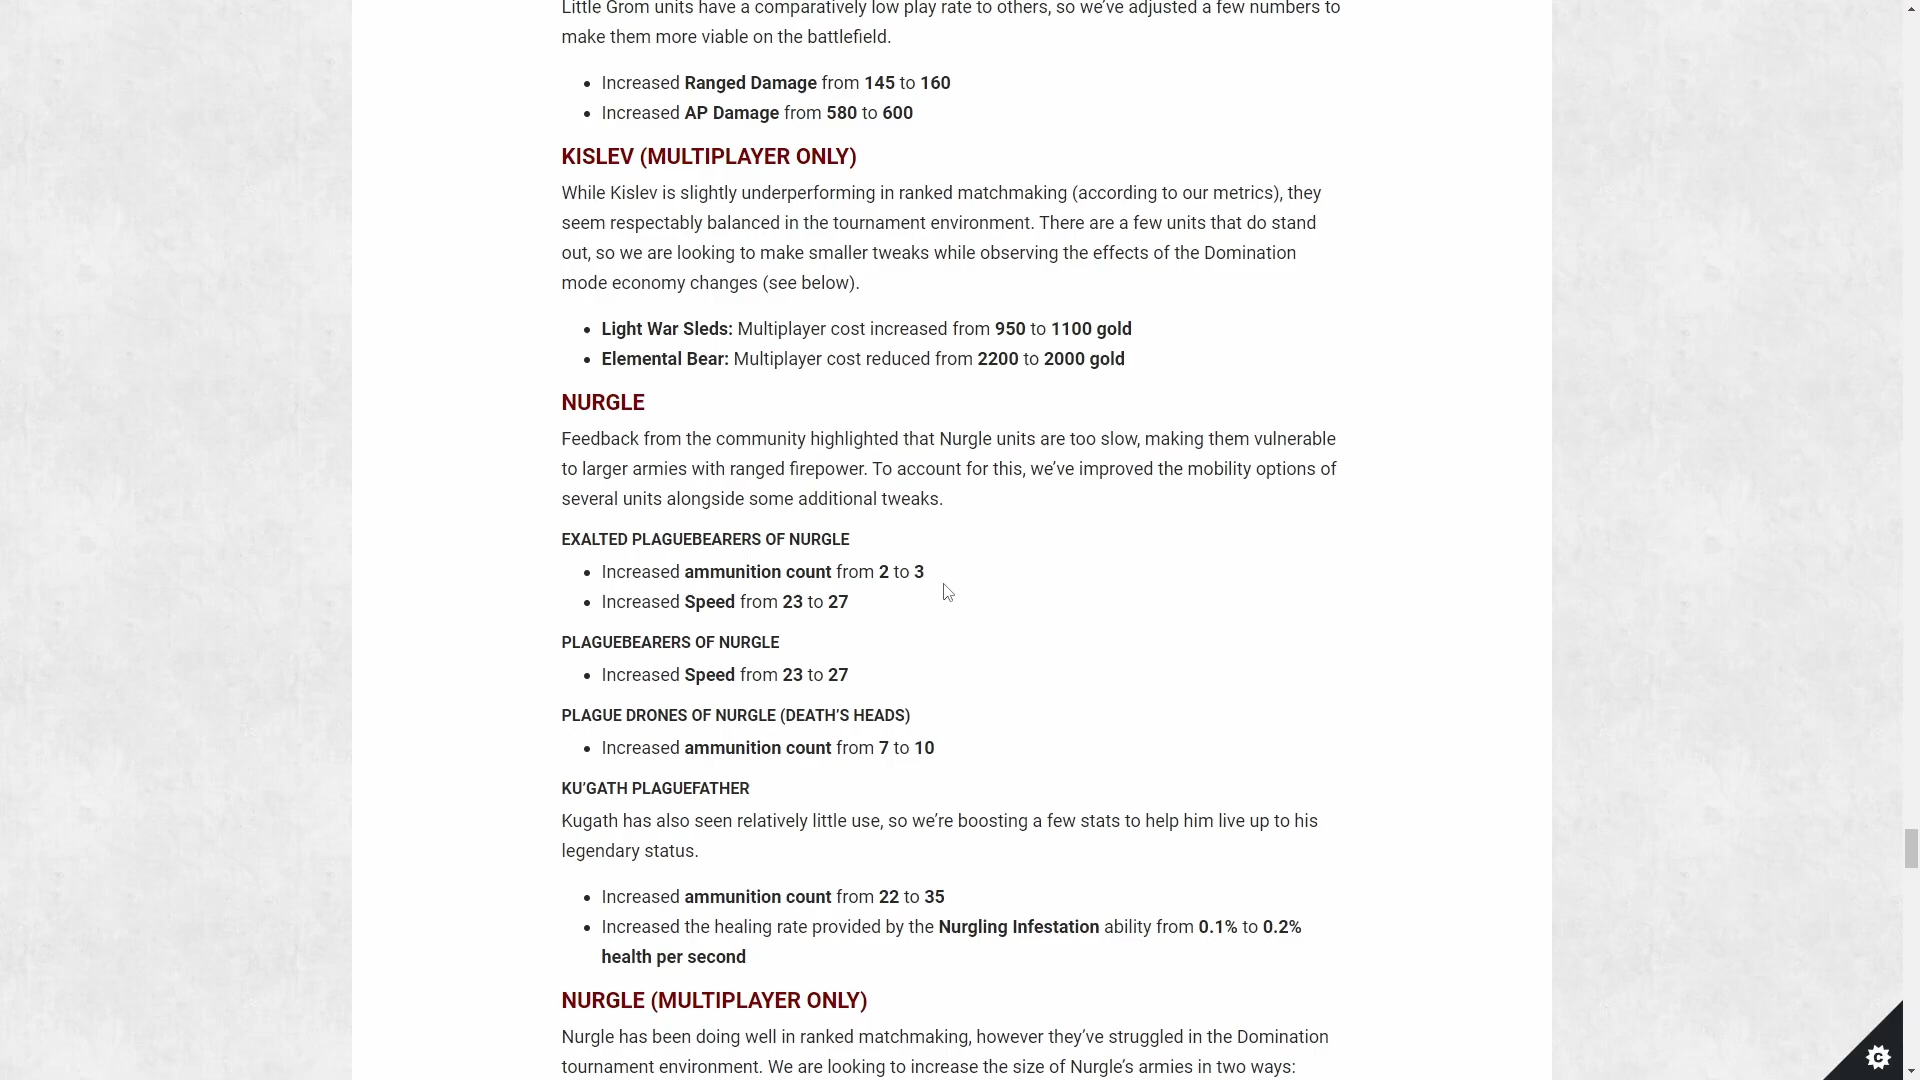 Little Grom units have a comparatively low play rate to others, so we’ve adjusted a few numbers to
make them more viable on the battlefield.
Increased Ranged Damage from 145 to 160
Increased AP Damage from 580 to 600
KISLEV (MULTIPLAYER ONLY)
While Kislev is slightly underperforming in ranked matchmaking (according to our metrics), they
seem respectably balanced in the tournament environment. There are a few units that do stand
out, so we are looking to make smaller tweaks while observing the effects of the Domination
mode economy changes (see below).
Light War Sleds: Multiplayer cost increased from 950 to 1100 gold
Elemental Bear: Multiplayer cost reduced from 2200 to 2000 gold
NURGLE
Feedback from the community highlighted that Nurgle units are too slow, making them vulnerable
to larger armies with ranged firepower. To account for this, we’ve improved the mobility options of
several units alongside some additional tweaks.
EXALTED PLAGUEBEARERS OF NURGLE
Increased ammunition count from 2 to 3
Increased Speed from 23 to 27
PLAGUEBEARERS OF NURGLE
Increased Speed from 23 to 27
PLAGUE DRONES OF NURGLE (DEATH’S HEADS)
Increased ammunition count from 7 to 10
KU’GATH PLAGUEFATHER
Kugath has also seen relatively little use, so we’re boosting a few stats to help him live up to his
legendary status.
Increased ammunition count from 22 to 35
Increased the healing rate provided by the Nurgling Infestation ability from 0.1% to 0.2%
health per second
NURGLE (MULTIPLAYER ONLY)
Nurgle has been doing well in ranked matchmaking, however they’ve struggled in the Domination
tournament environment. We are looking to increase the size of Nurgle’s armies in two ways: